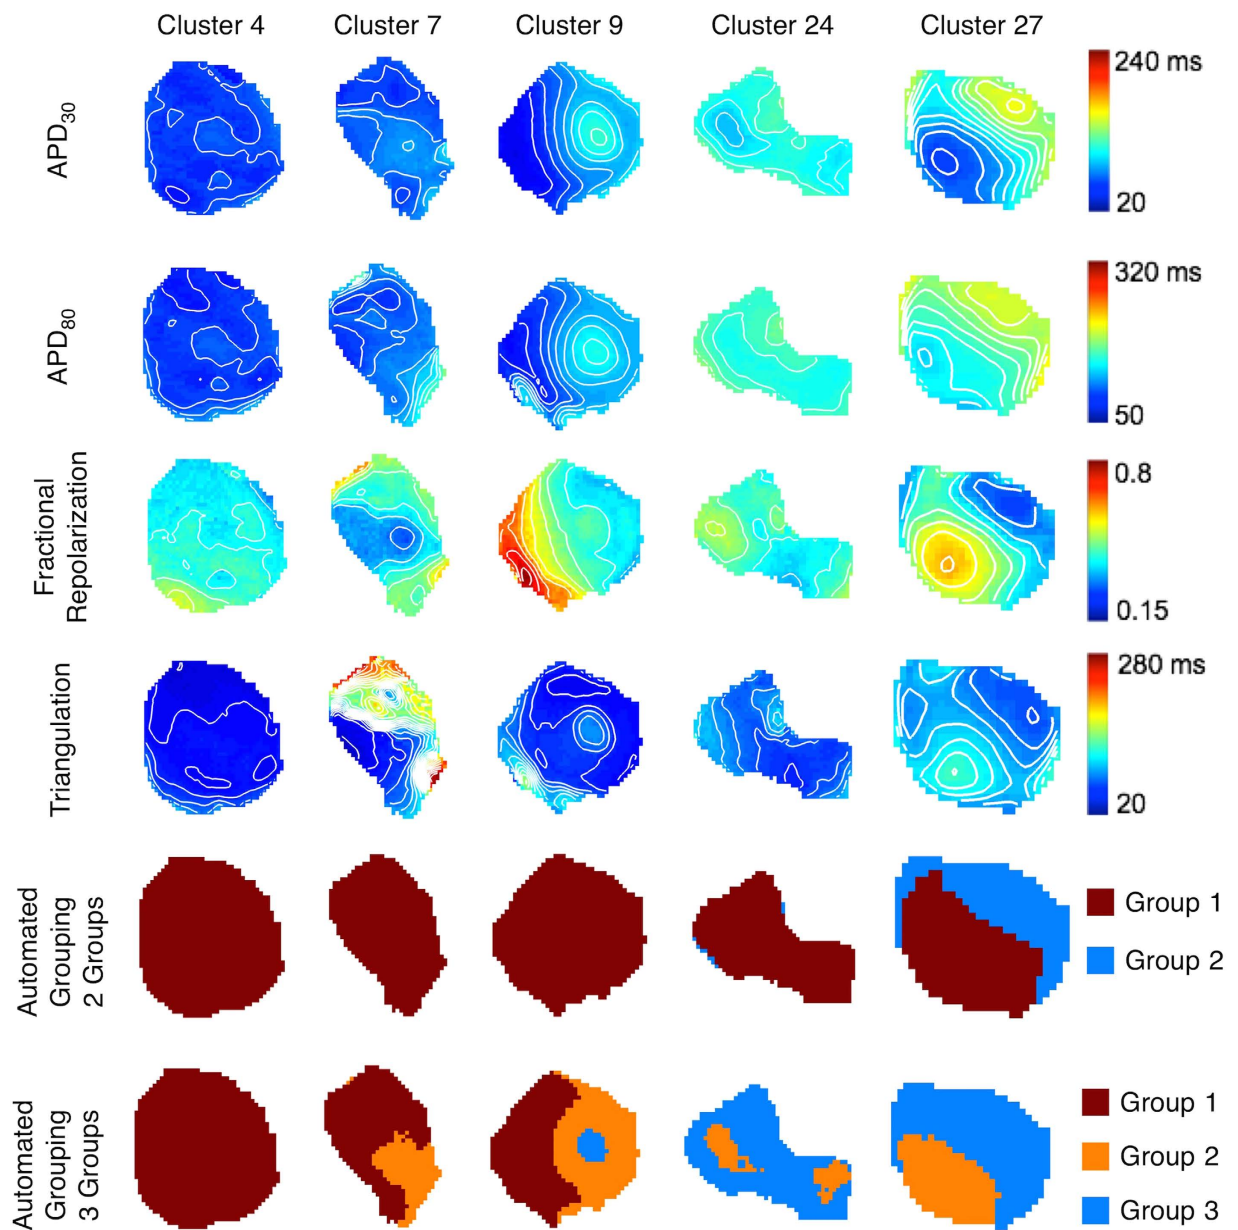 Cluster 4
Cluster 7
Cluster 9
Cluster 24
Cluster 27
APD30
240 ms
20
APD80
320 ms
50
Fractional
Repolarization
0.8
0.15
Triangulation
280 ms
20
Automated
Grouping
2 Groups
Group 1
Group 2
Automated
Grouping
3 Groups
Group 1
Group 2
Group 3